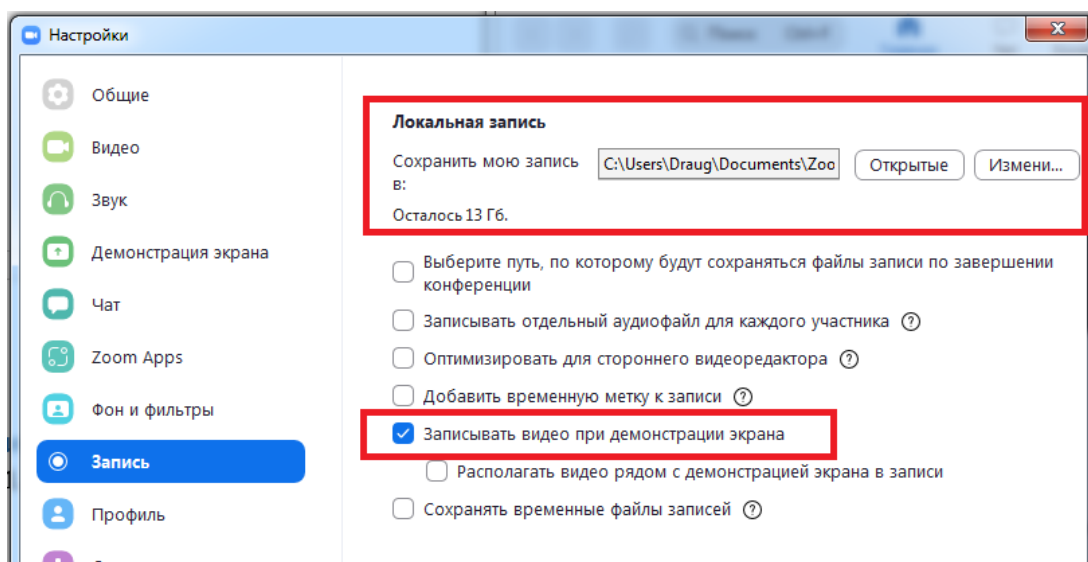 Настройки
Общие
Видео
Звук
Демонстрация экрана
Чат
Zoom Apps
Фон и фильтры
Запись
Профиль
Локальная запись
Сохранить мою запись
в:
C:\Users\Draug\Documents\Zoo
Открытые
Измени...
Осталось 13 Гб.
Выберите путь, по которому будут сохраняться файлы записи по завершении
конференции
Записывать отдельный аудиофайл для каждого участника
Оптимизировать для стороннего видеоредактора
Добавить временную метку к записи
Записывать видео при демонстрации экрана
Располагать видео рядом с демонстрацией экрана в записи
Сохранять временные файлы записей